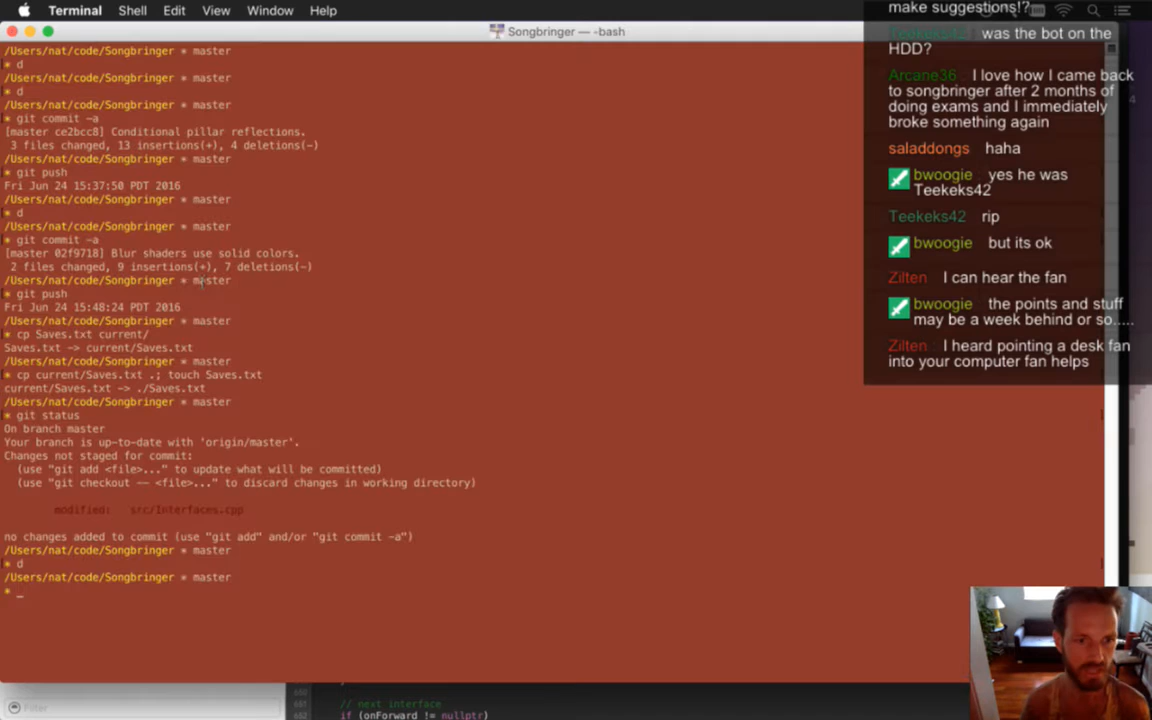 Terminal Shell Edit View Window Help
Songbringer — -bash
/Users/nat/code/Songbringer * master
* d
/Users/nat/code/Songbringer * master
* d
/Users/nat/code/Songbringer * master
* git commit -a
[master ce2bcc8] Conditional pillar reflections.
3 files changed, 13 insertions(+), 4 deletions(-)
/Users/nat/code/Songbringer * master
* git push
Fri Jun 24 15:37:50 PDT 2016
/Users/nat/code/Songbringer * master
* d
/Users/nat/code/Songbringer * master
* git commit -a
[master 02f9718] Blur shaders use solid colors.
2 files changed, 9 insertions(+), 7 deletions(-)
/Users/nat/code/Songbringer * master
* git push
Fri Jun 24 15:48:24 PDT 2016
/Users/nat/code/Songbringer * master
* cp Saves.txt current/
Saves.txt -> current/Saves.txt
/Users/nat/code/Songbringer * master
* cp current/Saves.txt .; touch Saves.txt
current/Saves.txt -> ./Saves.txt
/Users/nat/code/Songbringer * master
* git status
On branch master
Your branch is up-to-date with 'origin/master'.
Changes not staged for commit:
(use "git add <file>..." to update what will be committed)
(use "git checkout -- <file>..." to discard changes in working directory)
modified: src/Interfaces.cpp
no changes added to commit (use "git add" and/or "git commit -a")
/Users/nat/code/Songbringer * master
* d
/Users/nat/code/Songbringer * master
* _
make suggestions!?
Teekeks42 was the bot on the
HDD?
Arcane36 I love how I came back
to songbringer after 2 months of
doing exams and I immediately
broke something again
saladdongs haha
bwoogie yes he was
Teekeks42
Teekeks42 rip
bwoogie but its ok
Zilten I can hear the fan
bwoogie the points and stuff
may be a week behind or so.....
Zilten I heard pointing a desk fan
into your computer fan helps
Filter
660
661 // next interface
662 if (onForward != nullptr)